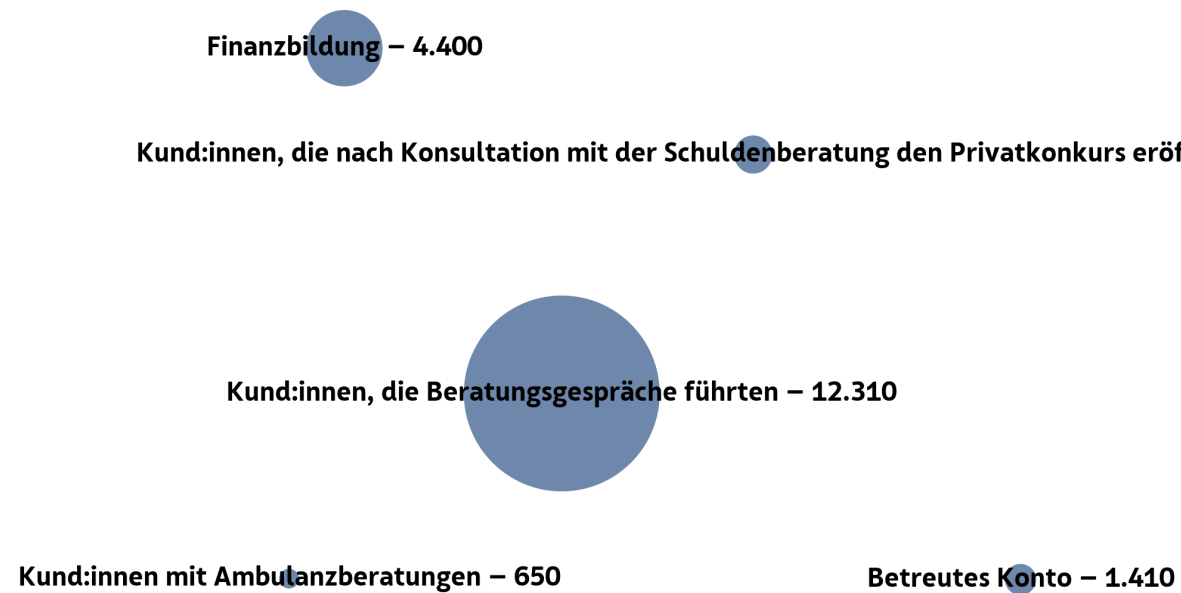 Finanzbildung – 4.400
Kund:innen, die nach Konsultation mit der Schuldenberatung den Privatkonkurs
Kund:innen, die Beratungsgespräche führten – 12.310
Kund:innen mit Ambulanzberatungen – 650
Betreutes Konto – 1.410